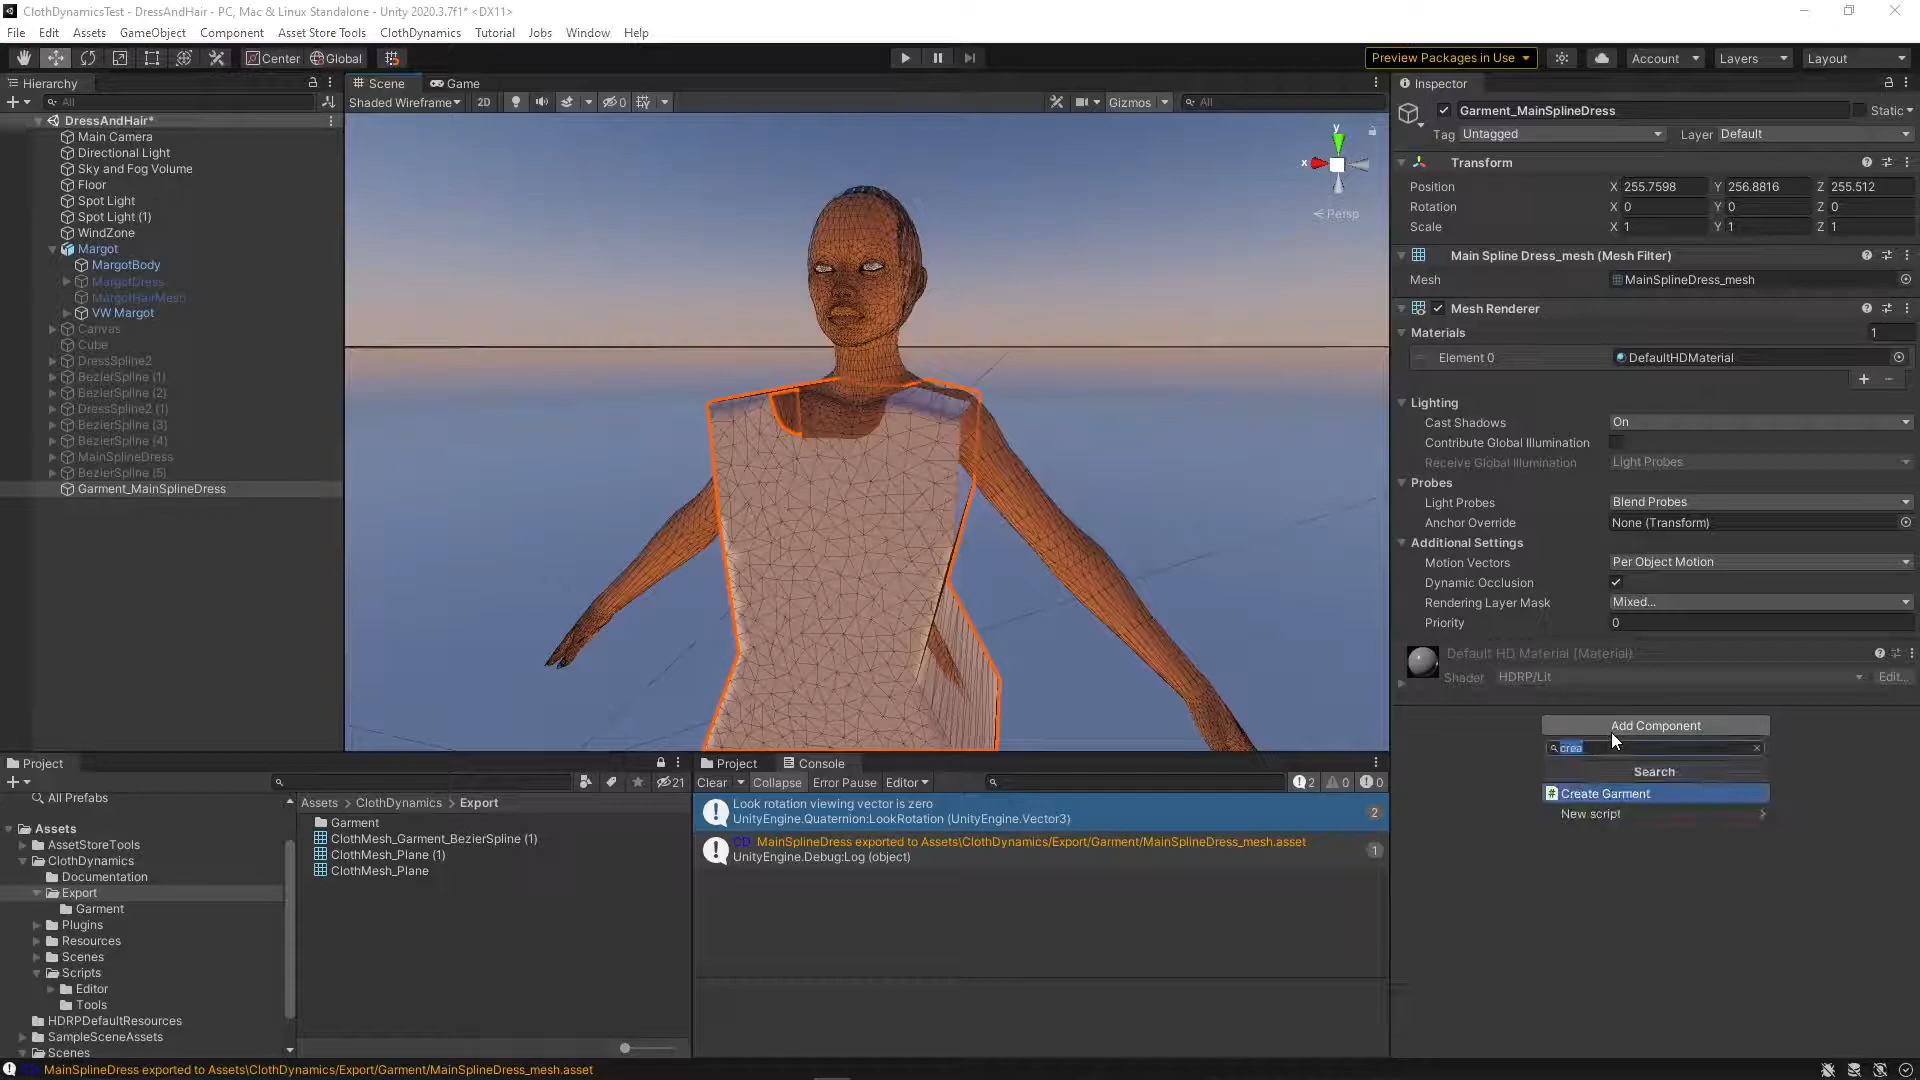 ClothDynamicsTest - DressAndHair - PC, Mac & Linux Standalone - Unity 2020.3.7f1* <DX11>
File Edit Assets GameObject Component Asset Store Tools ClothDynamics Tutorial Jobs Window Help
Center Global Preview Packages in Use Account Layers Layout
Hierarchy
All
DressAndHair*
Main Camera
Directional Light
Sky and Fog Volume
Floor
Spot Light
Spot Light (1)
WindZone
Margot
MargotBody
MargotDress
MargotHairMesh
VW Margot
Canvas
Cube
DressSpline2
BezierSpline (1)
BezierSpline (2)
DressSpline2 (1)
BezierSpline (3)
BezierSpline (4)
MainSplineDress
BezierSpline (5)
Garment_MainSplineDress
Scene Game
Shaded Wireframe 2D 0 Gizmos All
y
x
Persp
Inspector
Garment_MainSplineDress Static
Tag Untagged Layer Default
Transform
Position X 255.7598 Y 256.8816 Z 255.512
Rotation X 0 Y 0 Z 0
Scale X 1 Y 1 Z 1
Main Spline Dress_mesh (Mesh Filter)
Mesh MainSplineDress_mesh
Mesh Renderer
Materials 1
Element 0 DefaultHDMaterial
Lighting
Cast Shadows On
Contribute Global Illumination
Receive Global Illumination Light Probes
Probes
Light Probes Blend Probes
Anchor Override None (Transform)
Additional Settings
Motion Vectors Per Object Motion
Dynamic Occlusion
Rendering Layer Mask Mixed...
Priority 0
Default HD Material (Material)
Shader HDRP/Lit Edit...
Add Component
crea
Search
Create Garment
New script
Project
21
All Prefabs
Assets
AssetStoreTools
ClothDynamics
Documentation
Export
Garment
Plugins
Resources
Scenes
Scripts
Editor
Tools
HDRPDefaultResources
SampleSceneAssets
Scenes
Assets > ClothDynamics > Export
Garment
ClothMesh_Garment_BezierSpline (1)
ClothMesh_Plane (1)
ClothMesh_Plane
Project Console
Clear Collapse Error Pause Editor 2 0 0
Look rotation viewing vector is zero
UnityEngine.Quaternion:LookRotation (UnityEngine.Vector3)
2
CD MainSplineDress exported to Assets\ClothDynamics/Export/Garment/MainSplineDress_mesh.asset
UnityEngine.Debug:Log (object)
1
CD MainSplineDress exported to Assets\ClothDynamics/Export/Garment/MainSplineDress_mesh.asset